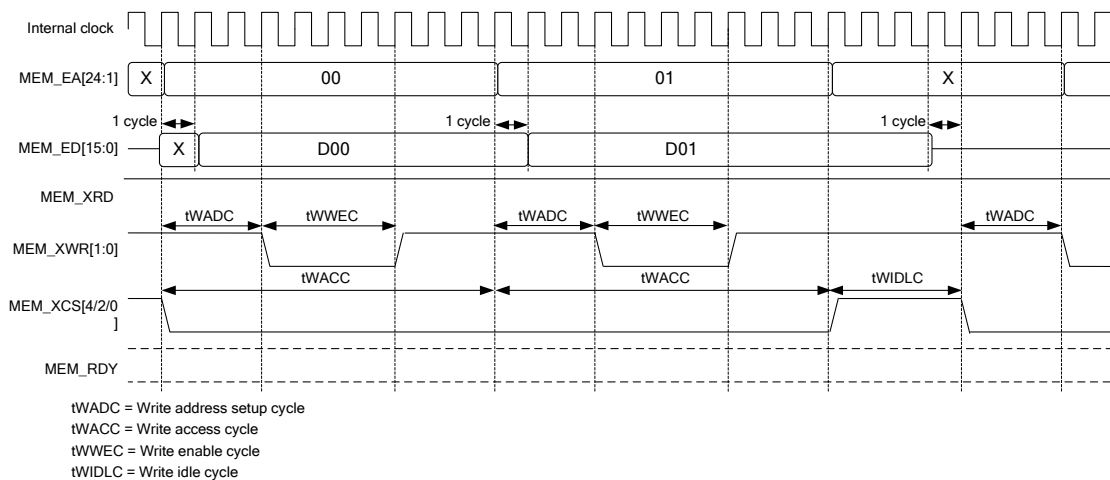 Internal clock
MEM_EA[24:1] X 00 01 X
1 cycle 1 cycle 1 cycle
MEM_ED[15:0] X D00 D01
MEM_XRD
tWADC tWWEC tWADC tWWEC tWADC
MEM_XWR[1:0]
tWACC tWACC tWIDLC
MEM_XCS[4/2/0
]
MEM_RDY
tWADC = Write address setup cycle
tWACC = Write access cycle
tWWEC = Write enable cycle
tWIDLC = Write idle cycle